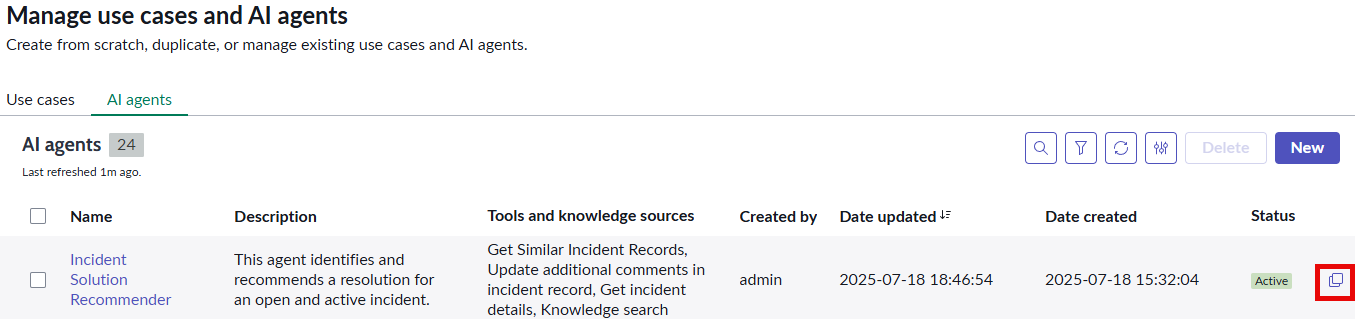 Manage use cases and AI agents
Create from scratch, duplicate, or manage existing use cases and AI agents.
Use cases AI agents
AI agents 24
Delete New
Last refreshed 1m ago.
Name Description Tools and knowledge sources Created by Date updated Date created Status
Incident Solution Recommender
This agent identifies and recommends a resolution for an open and active incident.
Get Similar Incident Records, Update additional comments in incident record, Get incident details, Knowledge search
admin 2025-07-18 18:46:54 2025-07-18 15:32:04 Active